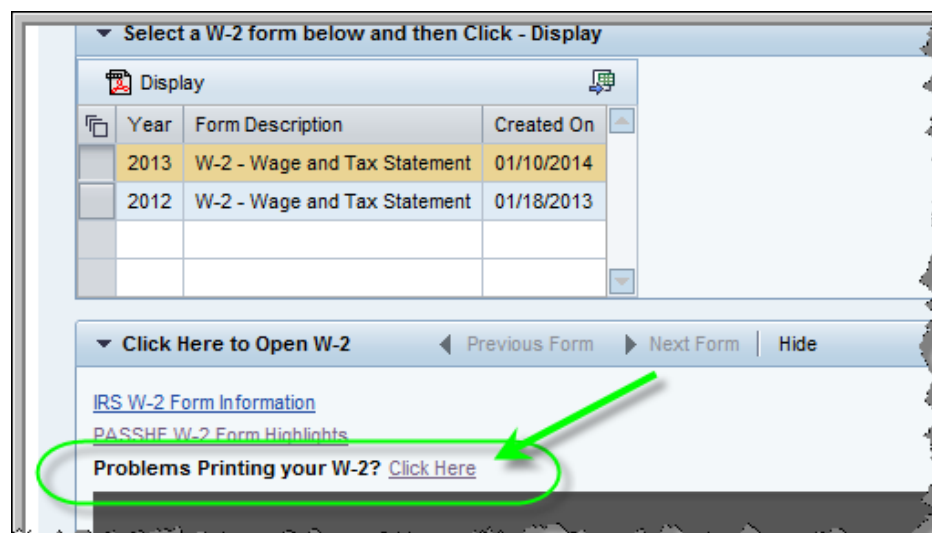 Select a W-2 form below and then Click - Display
Display
Year Form Description Created On
2013 W-2 - Wage and Tax Statement 01/10/2014
2012 W-2 - Wage and Tax Statement 01/18/2013
Click Here to Open W-2 Previous Form Next Form Hide
IRS W-2 Form Information
PASSHE W-2 Form Highlights
Problems Printing your W-2? Click Here